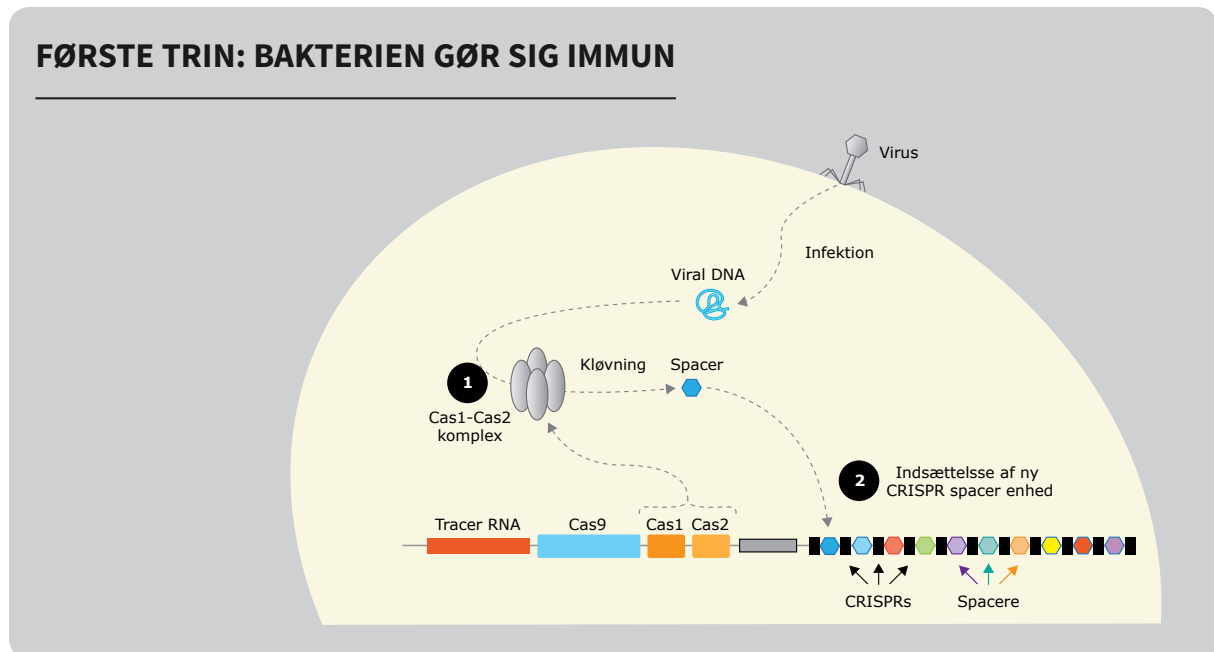 FØRSTE TRIN: BAKTERIEN GØR SIG IMMUN
Virus
Infektion
Viral DNA
Kløvning
Spacer
1
Cas1-Cas2
komplex
2
Indsættelsse af ny
CRISPR spacer enhed
Tracer RNA
Cas9
Cas1
Cas2
CRISPRs
Spacere